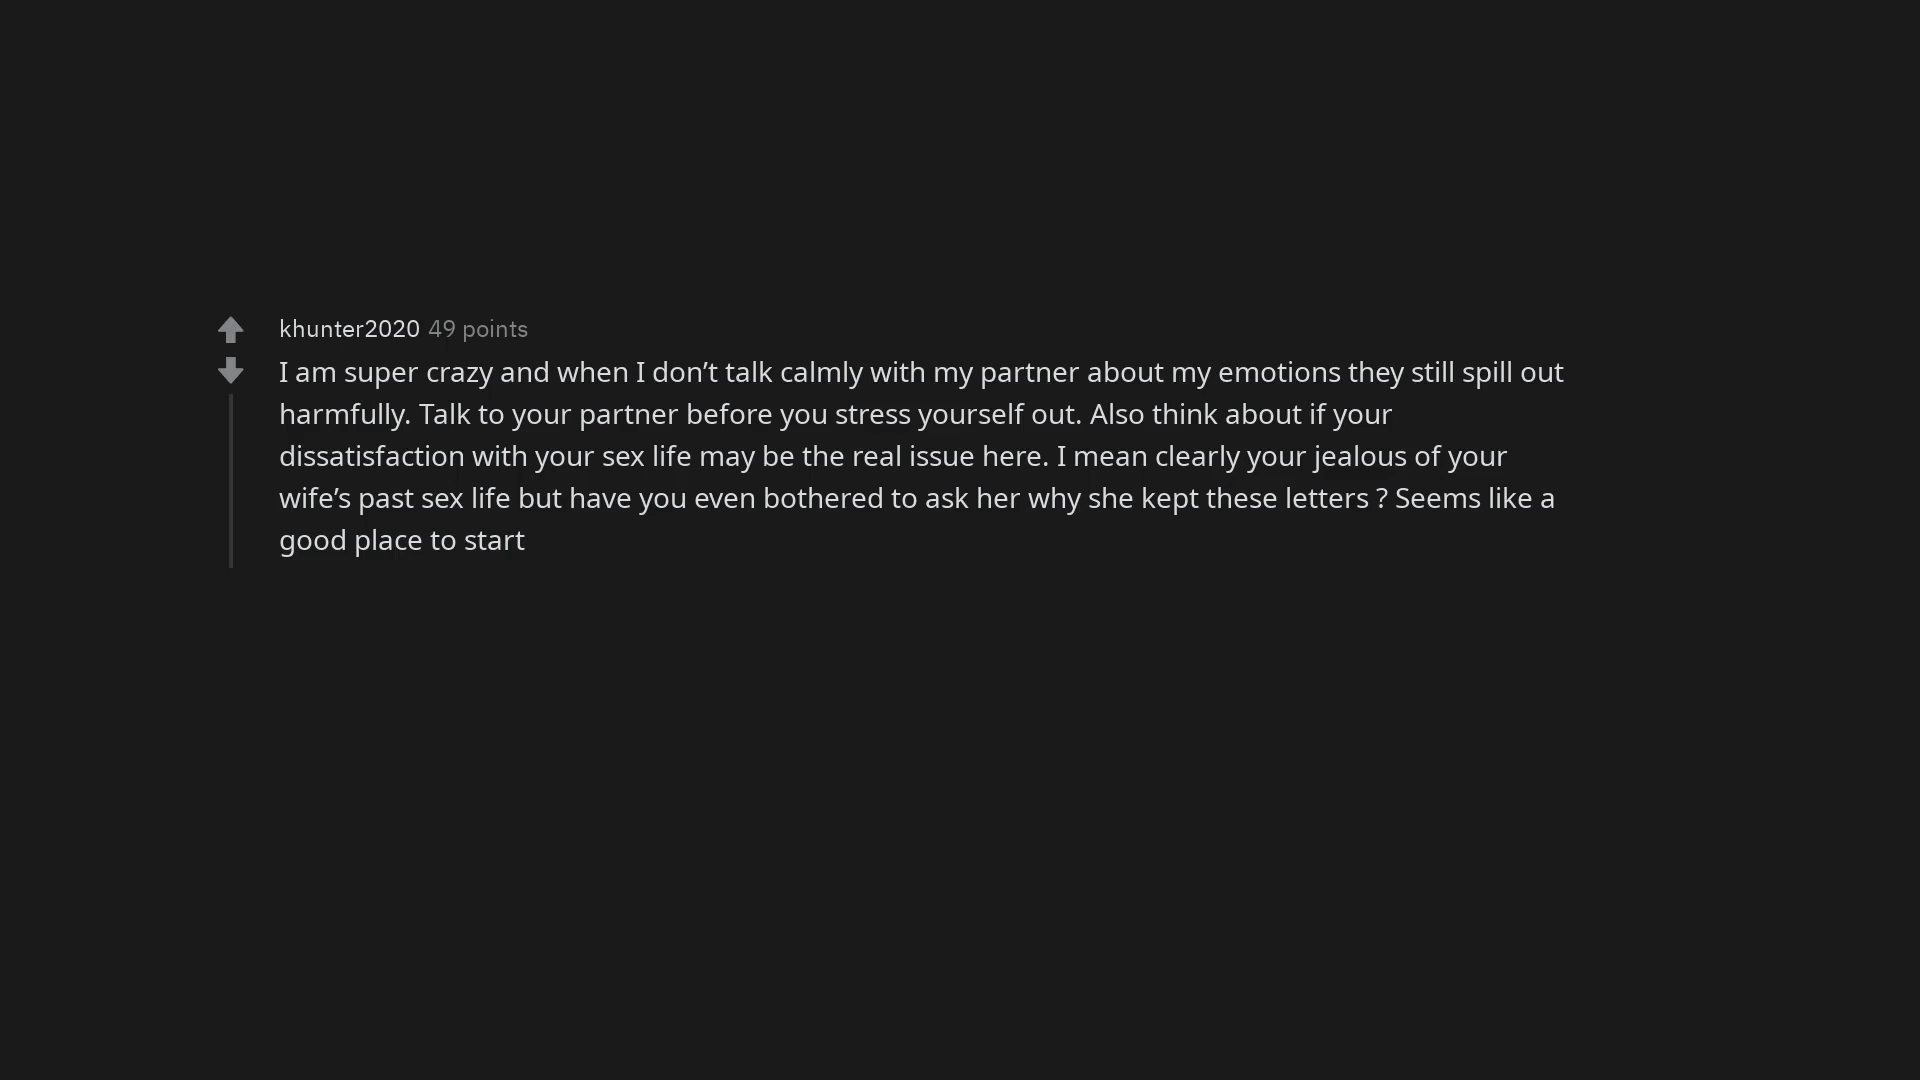 khunter2020 49 points
I am super crazy and when I don’t talk calmly with my partner about my emotions they still spill out
harmfully. Talk to your partner before you stress yourself out. Also think about if your
dissatisfaction with your sex life may be the real issue here. I mean clearly your jealous of your
wife’s past sex life but have you even bothered to ask her why she kept these letters ? Seems like a
good place to start